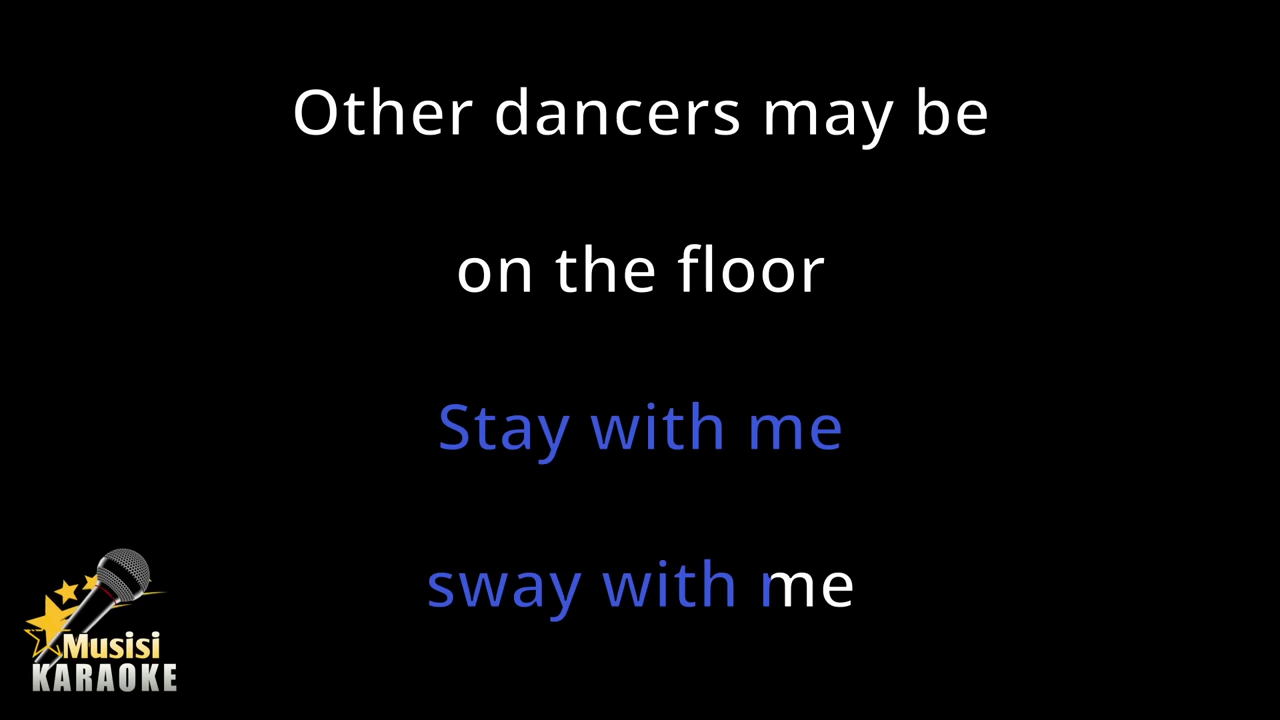 Other dancers may be
on the floor
Stay with me
sway with me
Musisi
KARAOKE